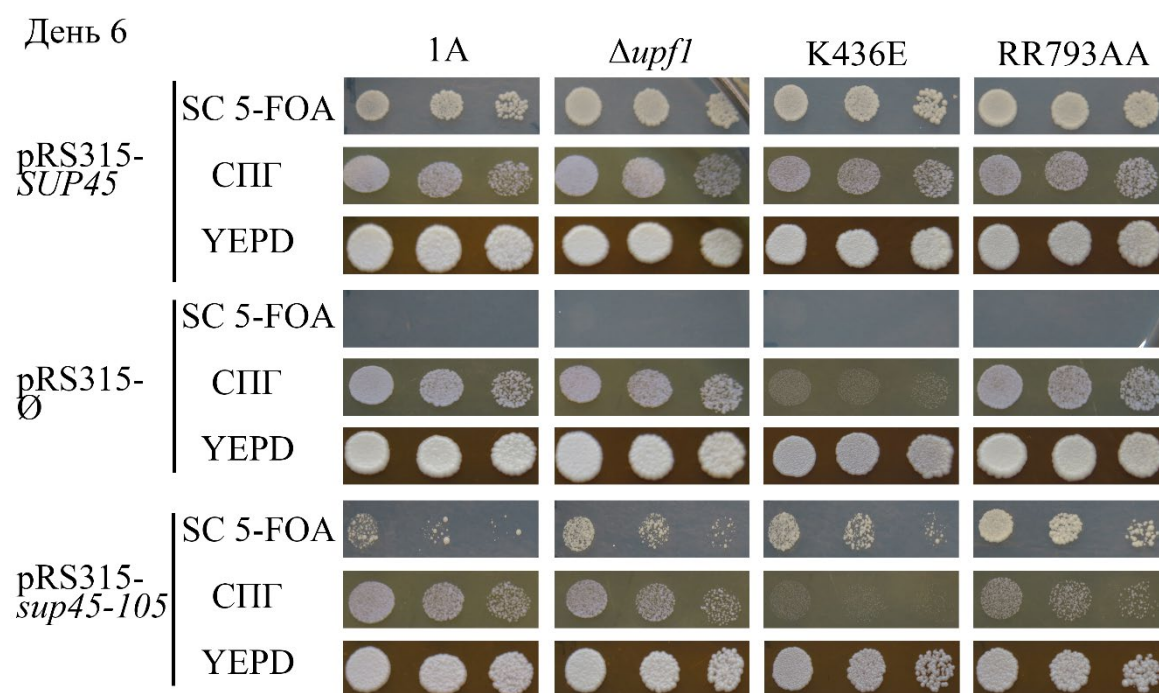 День 6
1A Δupf1 K436E RR793AA
pRS315-
SUP45
SC 5-FOA
СПГ
YEPD
pRS315-
Ø
SC 5-FOA
СПГ
YEPD
pRS315-
sup45-105
SC 5-FOA
СПГ
YEPD